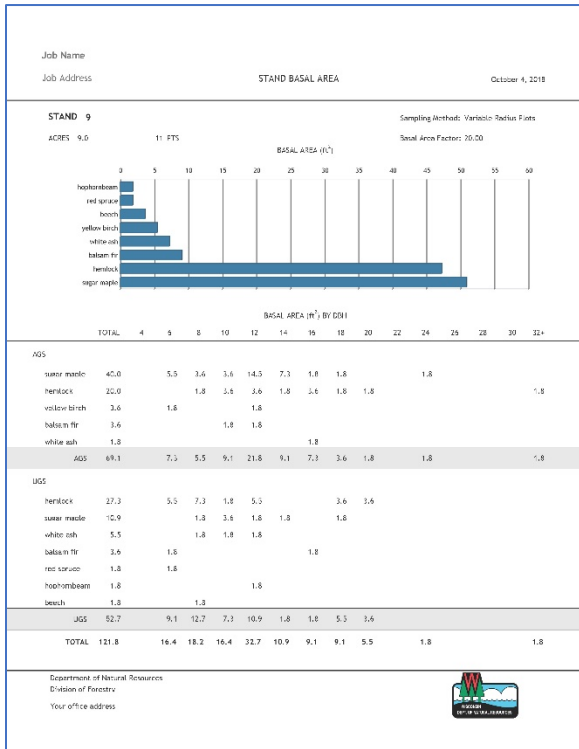 Job Name
Job Address STAND BASAL AREA October 4, 2018
STAND 9 Sampling Method: Variable Radius Plots
ACRES 9.0 11 PTS Basal Area Factor: 20.00
BASAL AREA (ft²)
0 5 10 15 20 25 30 35 40 45 50 55 60
hophornbeam
red spruce
beech
yellow birch
white ash
balsam fir
hemlock
sugar maple
BASAL AREA (ft²) BY DBH
TOTAL 4 6 8 10 12 14 16 18 20 22 24 26 28 30 32+
AGS
sugar maple 40.0 5.5 3.6 3.6 14.5 7.3 1.8 1.8 1.8
hemlock 20.0 1.8 3.6 3.6 1.8 3.6 1.8 1.8 1.8
yellow birch 3.6 1.8 1.8
balsam fir 3.6 1.8 1.8
white ash 1.8 1.8
AGS 69.1 7.3 5.5 9.1 21.8 9.1 7.3 3.6 1.8 1.8 1.8
UGS
hemlock 27.3 5.5 7.3 1.8 5.5 3.6 3.6
sugar maple 10.9 1.8 3.6 1.8 1.8 1.8
white ash 5.5 1.8 1.8 1.8
balsam fir 3.6 1.8 1.8
red spruce 1.8 1.8
hophornbeam 1.8 1.8
beech 1.8 1.8
UGS 52.7 9.1 12.7 7.3 10.9 1.8 1.8 5.5 3.6
TOTAL 121.8 16.4 18.2 16.4 32.7 10.9 9.1 9.1 5.5 1.8 1.8
Department of Natural Resources
Division of Forestry
Your office address
WISCONSIN
DEPT. OF NATURAL RESOURCES